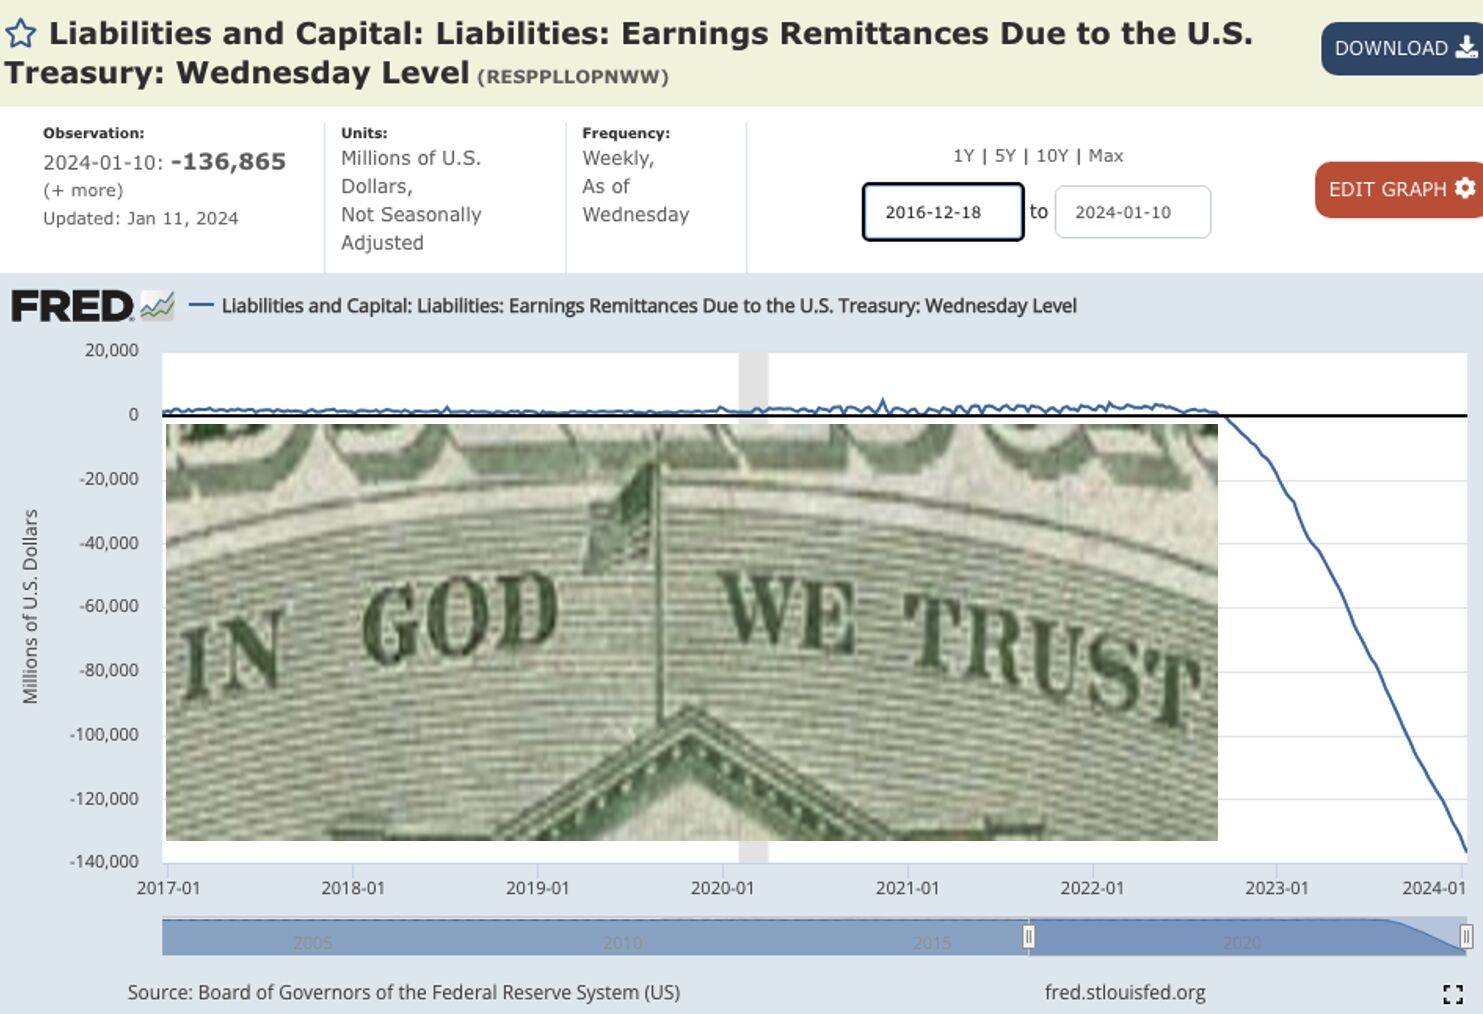 Liabilities and Capital: Liabilities: Earnings Remittances Due to the U.S.
Treasury: Wednesday Level (RESPPLLOPNWW)
DOWNLOAD
Observation:
2024-01-10: -136,865
(+ more)
Updated: Jan 11, 2024
Units:
Millions of U.S.
Dollars,
Not Seasonally
Adjusted
Frequency:
Weekly,
As of
Wednesday
1Y | 5Y | 10Y | Max
2016-12-18 to 2024-01-10
EDIT GRAPH
FRED
Liabilities and Capital: Liabilities: Earnings Remittances Due to the U.S. Treasury: Wednesday Level
Millions of U.S. Dollars
20,000
0
-20,000
-40,000
-60,000
-80,000
-100,000
-120,000
-140,000
IN GOD WE TRUST
2017-01 2018-01 2019-01 2020-01 2021-01 2022-01 2023-01 2024-01
2005 2010 2015 2020
Source: Board of Governors of the Federal Reserve System (US)
fred.stlouisfed.org